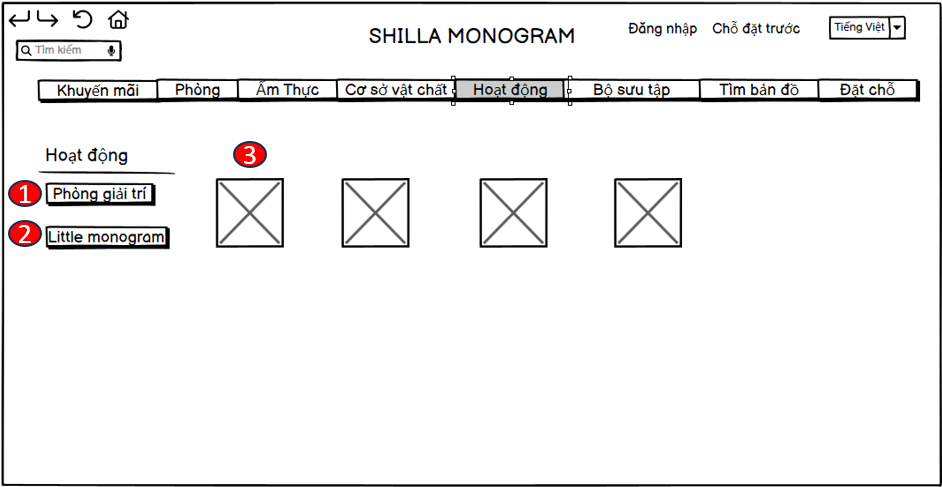 SHILLA MONOGRAM
Đăng nhập Chỗ đặt trước Tiếng Việt
Tìm kiếm
Khuyến mãi Phòng Ẩm Thực Cơ sở vật chất Hoạt động Bộ sưu tập Tìm bản đồ Đặt chỗ
Hoạt động
3
1 Phòng giải trí
2 Little monogram